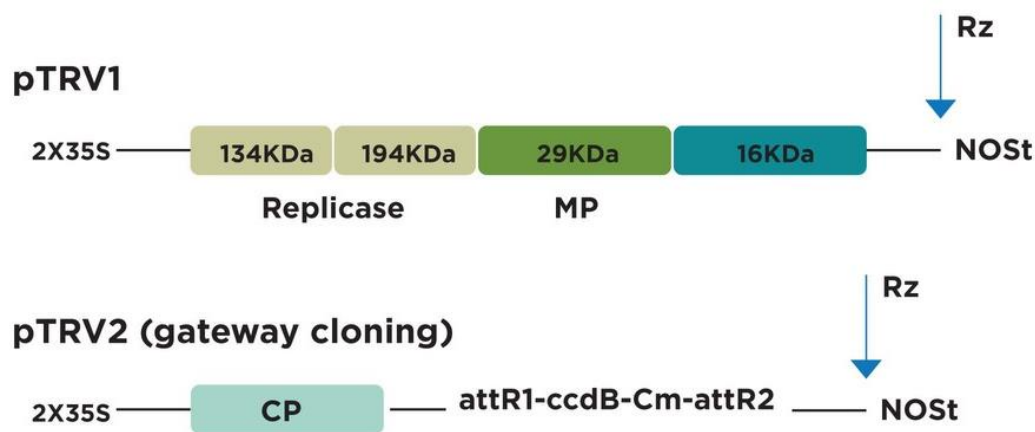 Rz
pTRV1
2X35S 134KDa 194KDa 29KDa 16KDa NOSt
Replicase MP
Rz
pTRV2 (gateway cloning)
2X35S CP attR1-ccdB-Cm-attR2 NOSt